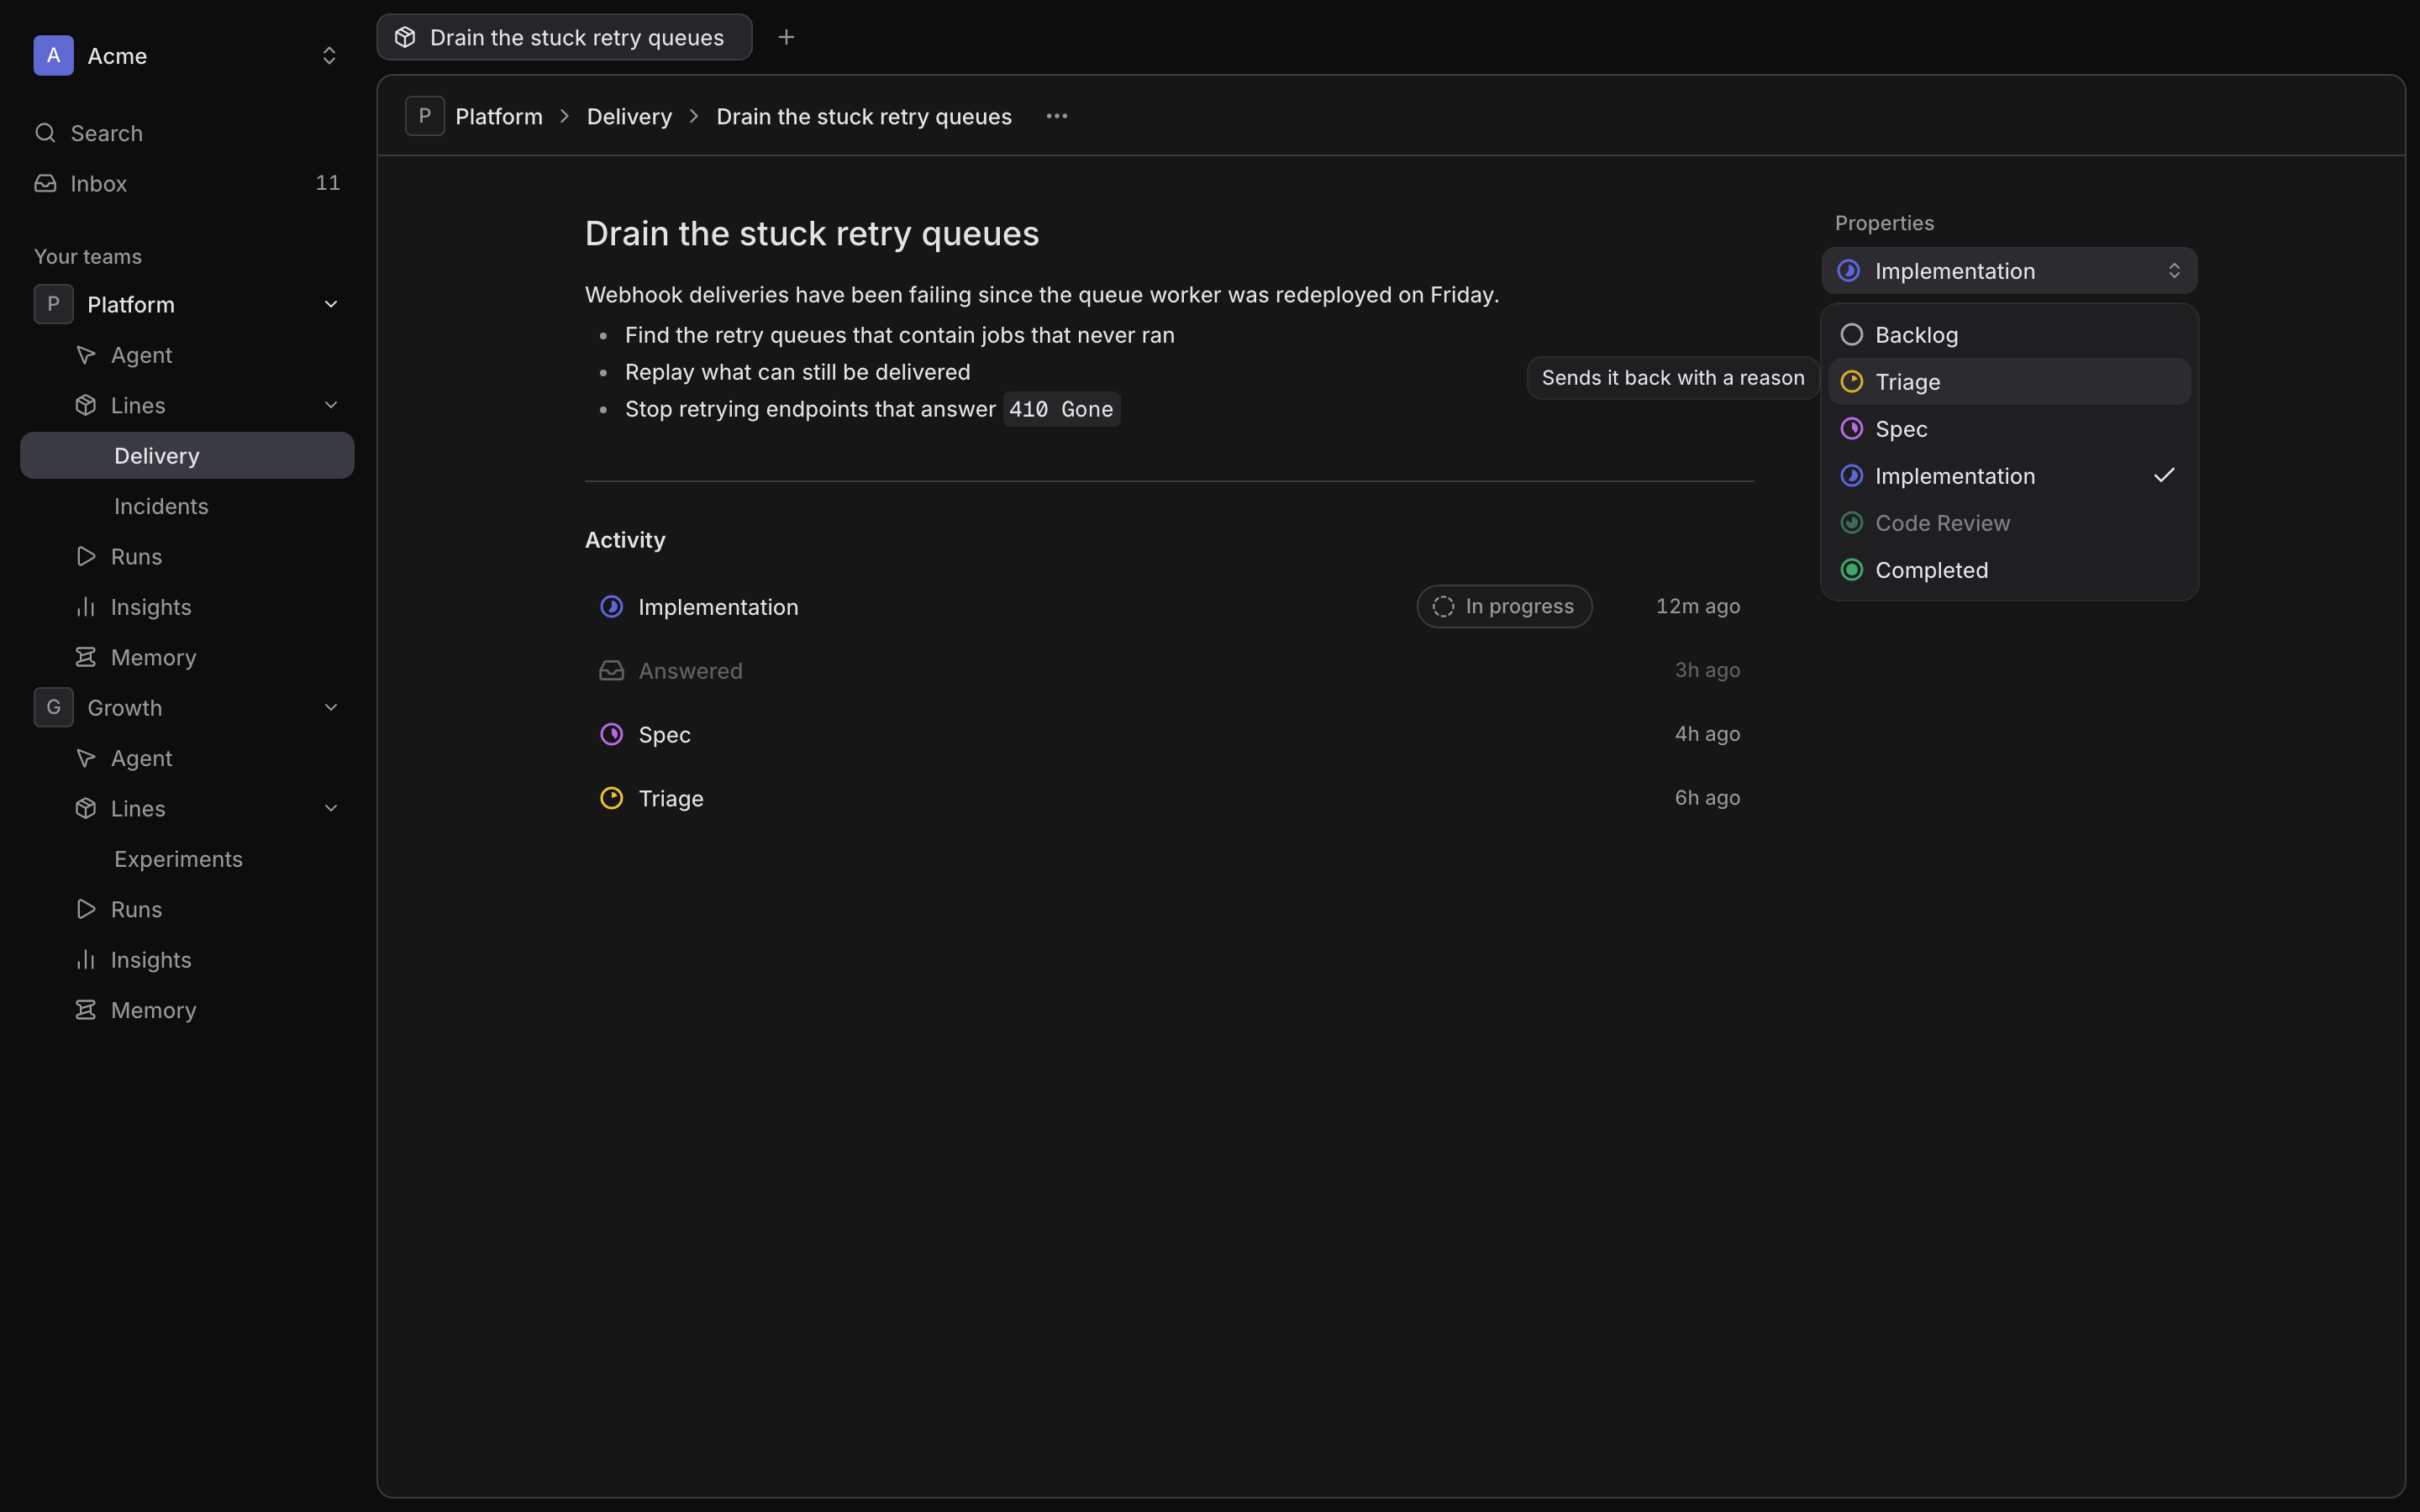 A Acme
Search
Inbox 11
Your teams
P Platform
Agent
Lines
Delivery
Incidents
Runs
Insights
Memory
G Growth
Agent
Lines
Experiments
Runs
Insights
Memory
Drain the stuck retry queues
P Platform Delivery Drain the stuck retry queues
Drain the stuck retry queues
Webhook deliveries have been failing since the queue worker was redeployed on Friday.
Find the retry queues that contain jobs that never ran
Replay what can still be delivered
Stop retrying endpoints that answer 410 Gone
Activity
Implementation In progress 12m ago
Answered 3h ago
Spec 4h ago
Triage 6h ago
Properties
Implementation
Backlog
Sends it back with a reason
Triage
Spec
Implementation
Code Review
Completed